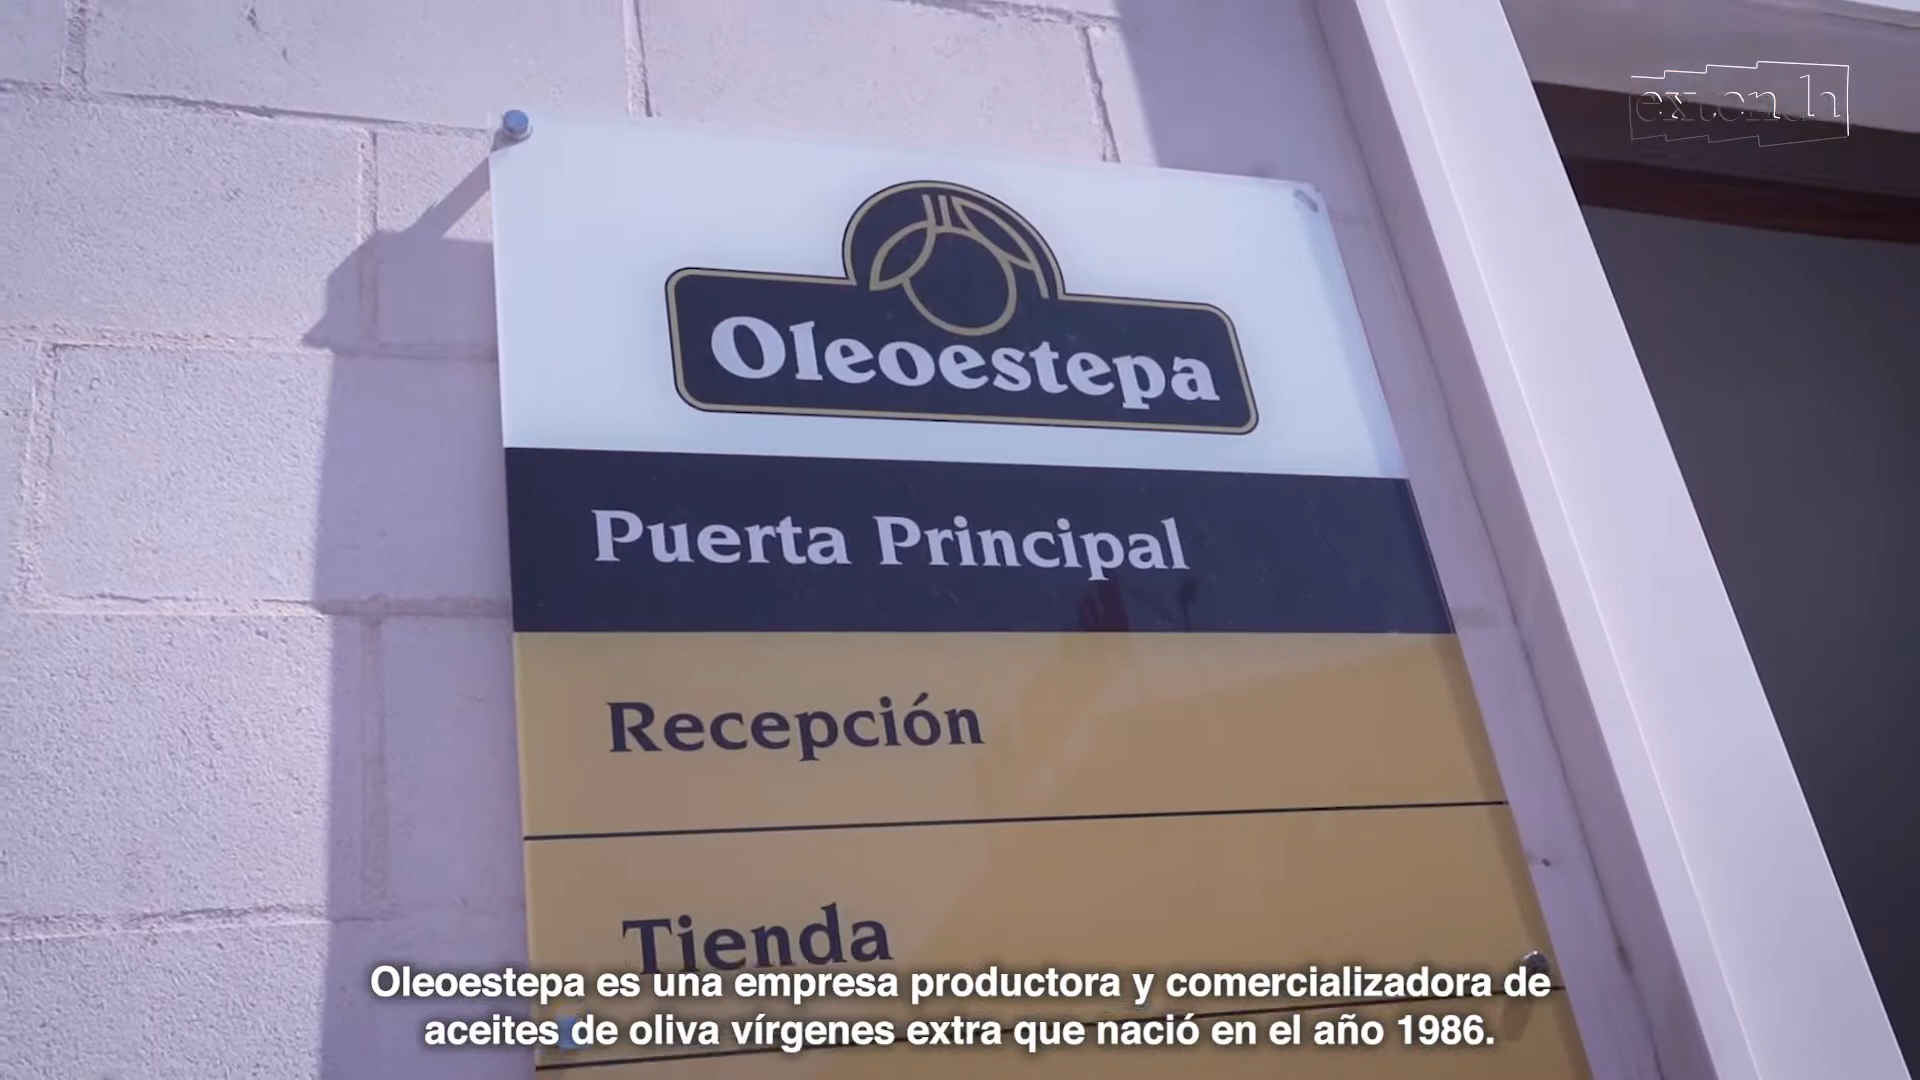 extenda
Oleoestepa
Puerta Principal
Recepción
Tienda
Oleoestepa es una empresa productora y comercializadora de
aceites de oliva vírgenes extra que nació en el año 1986.